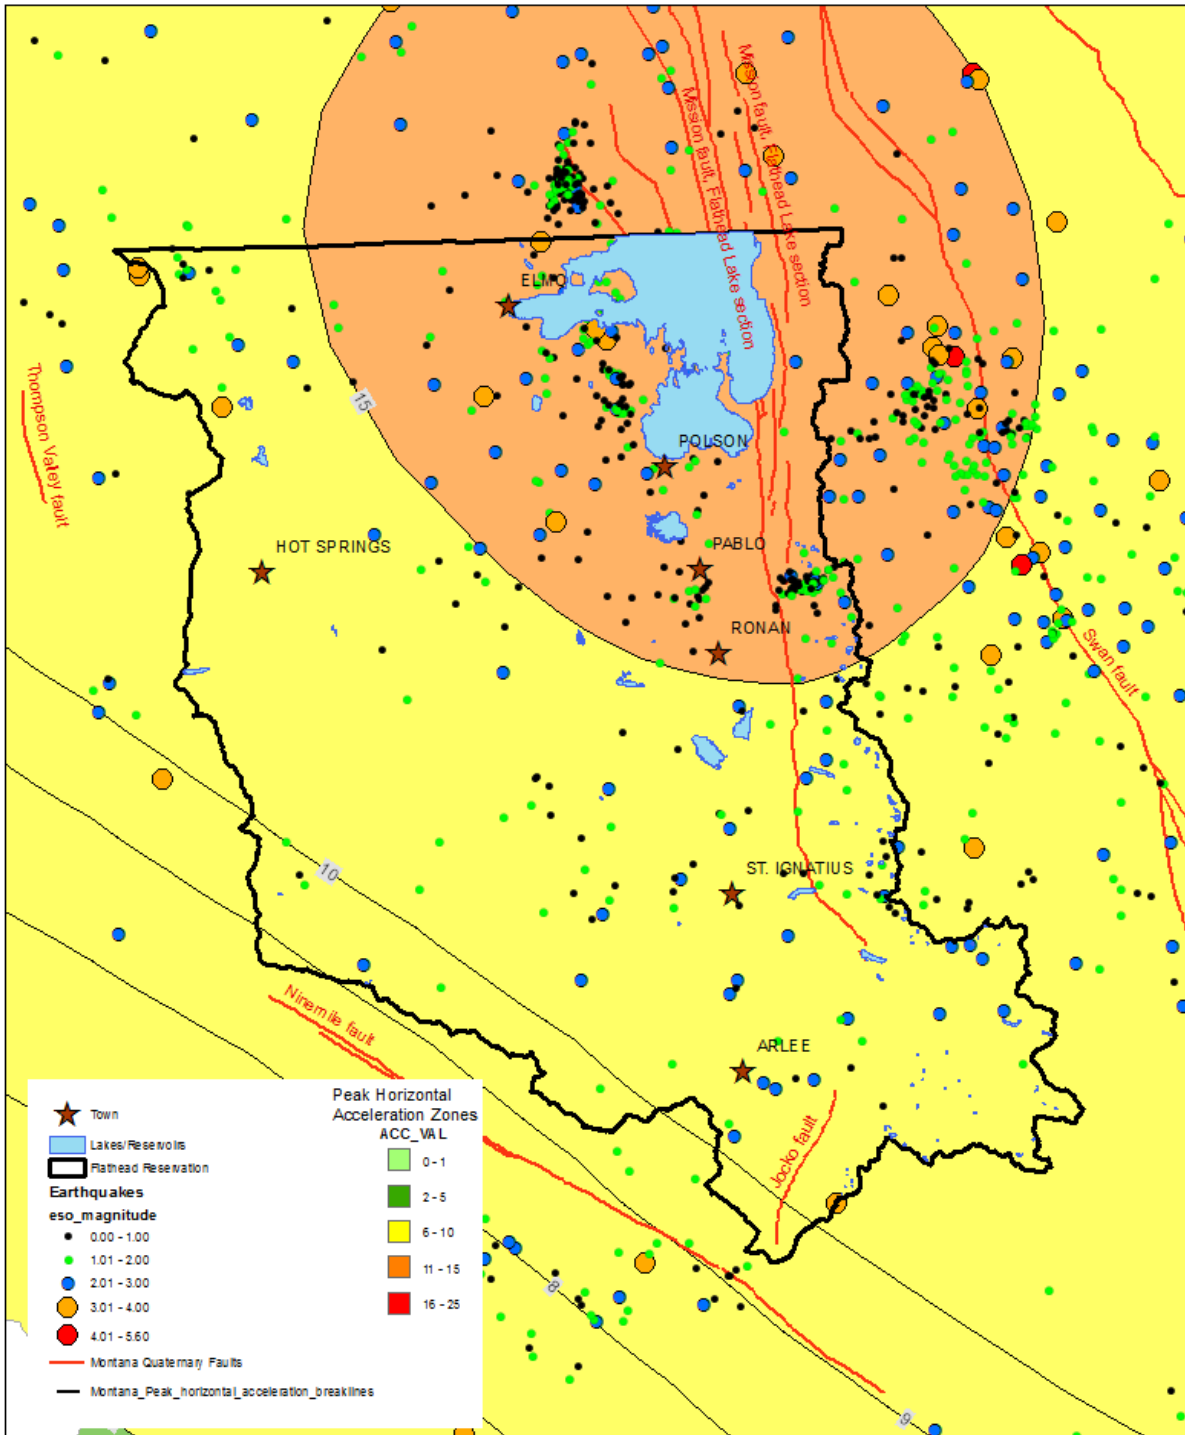 Mission fault, Flathead Lake section
Mission fault, Flathead Lake section
ELMO
15
Thompson Valley fault
POLSON
HOT SPRINGS
PABLO
RONAN
Swan fault
10
ST. IGNATIUS
Ninemile fault
ARLEE
Jocko fault
8
9
Town
Lakes/Reservoirs
Flathead Reservation
Earthquakes
eso_magnitude
0.00 - 1.00
1.01 - 2.00
2.01 - 3.00
3.01 - 4.00
4.01 - 5.60
Montana Quaternary Faults
Montana_Peak_horizontal_acceleration_breaklines
Peak Horizontal
Acceleration Zones
ACC_VAL
0 - 1
2 - 5
6 - 10
11 - 15
16 - 25